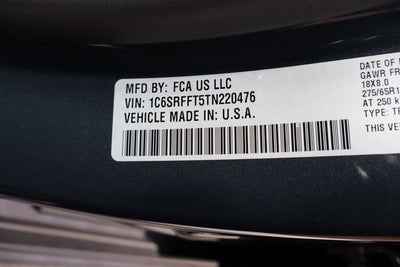 MFD BY: FCA US LLC
VIN: 1C6SRFFT5TN220476
VEHICLE MADE IN: U.S.A.
DATE OF
GAWR FR
18X8.0
275/65R1
AT 250 k
TYPE: TR
THIS VE